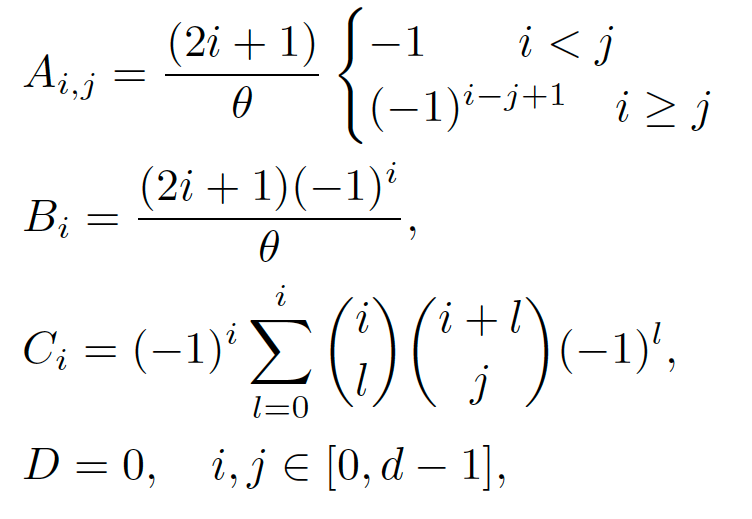 A_{i,j} = \frac{(2i+1)}{\theta} \begin{cases} -1 & i < j \\ (-1)^{i-j+1} & i \geq j \end{cases}
B_i = \frac{(2i+1)(-1)^i}{\theta},
C_i = (-1)^i \sum_{l=0}^{i} \binom{i}{l} \binom{i+l}{j} (-1)^l,
D = 0, \quad i, j \in [0, d-1],